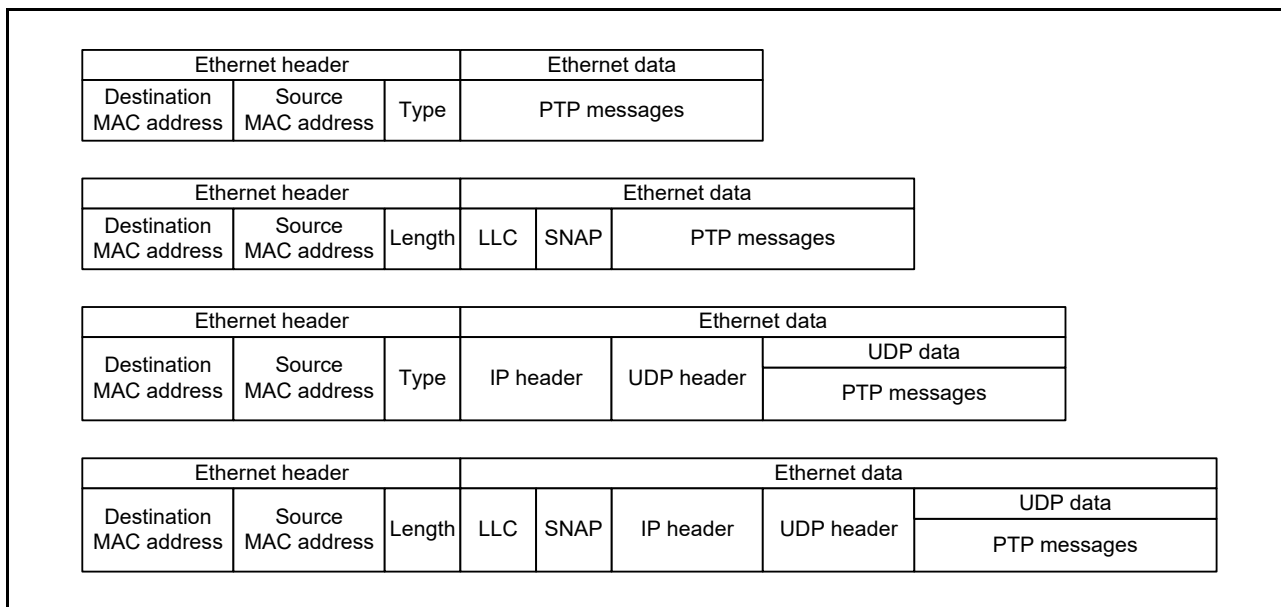 Ethernet header Ethernet data
Destination MAC address Source MAC address Type PTP messages
Ethernet header Ethernet data
Destination MAC address Source MAC address Length LLC SNAP PTP messages
Ethernet header Ethernet data
Destination MAC address Source MAC address Type IP header UDP header UDP data
PTP messages
Ethernet header Ethernet data
Destination MAC address Source MAC address Length LLC SNAP IP header UDP header UDP data
PTP messages